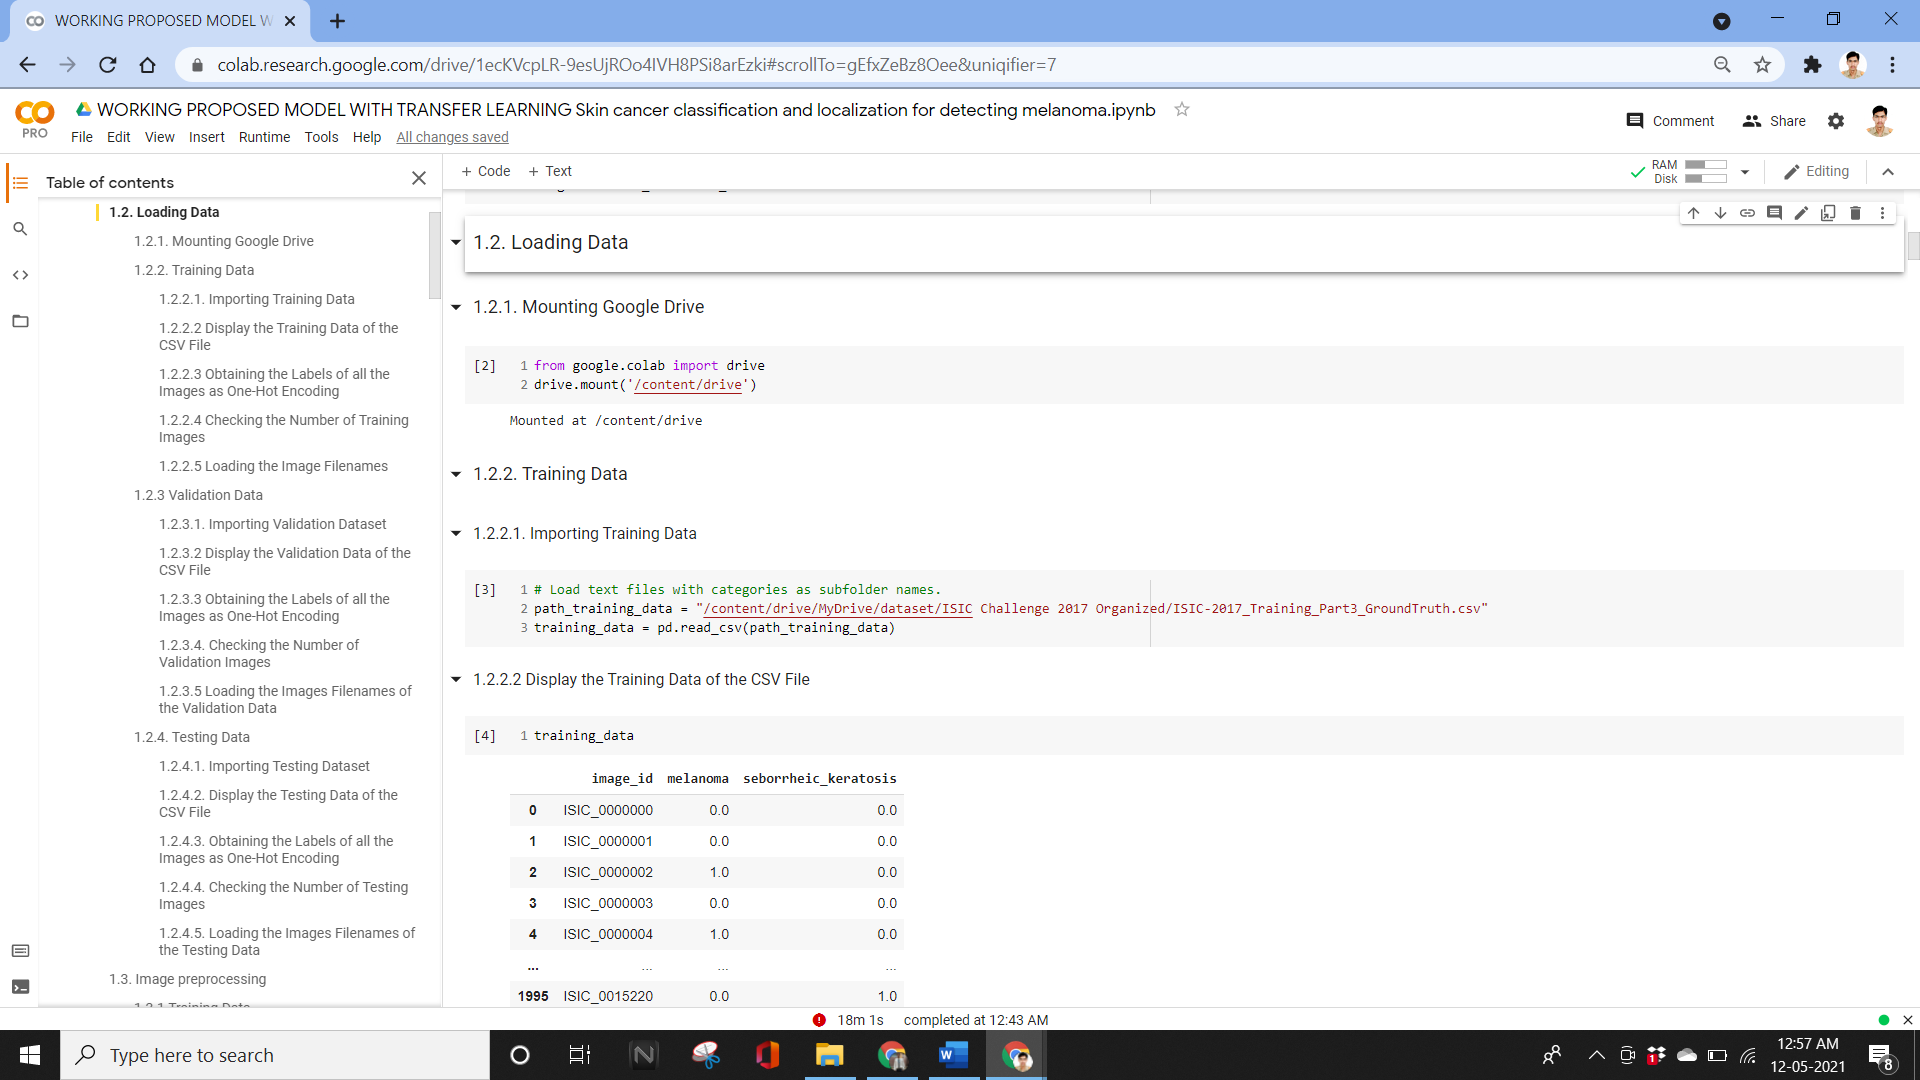 WORKING PROPOSED MODEL W
colab.research.google.com/drive/1ecKVcpLR-9esUjROo4IVH8PSi8arEzki#scrollTo=gEfxZeBz8Oee&uniqifier=7
PRO
WORKING PROPOSED MODEL WITH TRANSFER LEARNING Skin cancer classification and localization for detecting melanoma.ipynb
File Edit View Insert Runtime Tools Help All changes saved
Comment Share
+ Code + Text
RAM
Disk
Editing
Table of contents
1.2. Loading Data
1.2.1. Mounting Google Drive
1.2.2. Training Data
1.2.2.1. Importing Training Data
1.2.2.2 Display the Training Data of the
CSV File
1.2.2.3 Obtaining the Labels of all the
Images as One-Hot Encoding
1.2.2.4 Checking the Number of Training
Images
1.2.2.5 Loading the Image Filenames
1.2.3 Validation Data
1.2.3.1. Importing Validation Dataset
1.2.3.2 Display the Validation Data of the
CSV File
1.2.3.3 Obtaining the Labels of all the
Images as One-Hot Encoding
1.2.3.4. Checking the Number of
Validation Images
1.2.3.5 Loading the Images Filenames of
the Validation Data
1.2.4. Testing Data
1.2.4.1. Importing Testing Dataset
1.2.4.2. Display the Testing Data of the
CSV File
1.2.4.3. Obtaining the Labels of all the
Images as One-Hot Encoding
1.2.4.4. Checking the Number of Testing
Images
1.2.4.5. Loading the Images Filenames of
the Testing Data
1.3. Image preprocessing
1.3.1 Training Data
1.2. Loading Data
1.2.1. Mounting Google Drive
[2] 1 from google.colab import drive
2 drive.mount('/content/drive')
Mounted at /content/drive
1.2.2. Training Data
1.2.2.1. Importing Training Data
[3] 1 # Load text files with categories as subfolder names.
2 path_training_data = "/content/drive/MyDrive/dataset/ISIC Challenge 2017 Organized/ISIC-2017_Training_Part3_GroundTruth.csv"
3 training_data = pd.read_csv(path_training_data)
1.2.2.2 Display the Training Data of the CSV File
[4] 1 training_data
image_id melanoma seborrheic_keratosis
0 ISIC_0000000 0.0 0.0
1 ISIC_0000001 0.0 0.0
2 ISIC_0000002 1.0 0.0
3 ISIC_0000003 0.0 0.0
4 ISIC_0000004 1.0 0.0
... ... ... ...
1995 ISIC_0015220 0.0 1.0
18m 1s completed at 12:43 AM
Type here to search
12:57 AM
12-05-2021
8